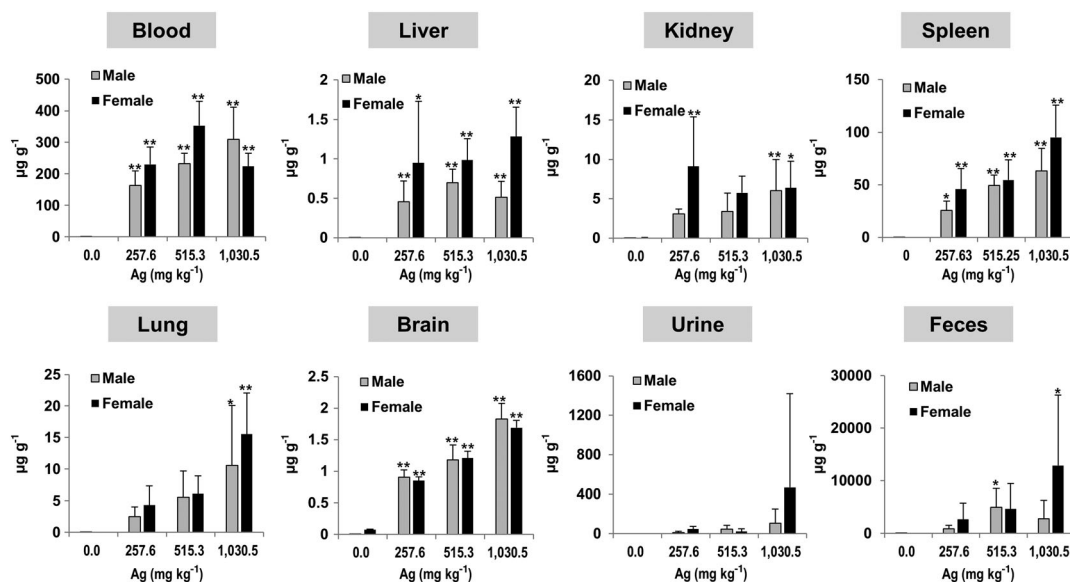 Blood
500
400
300
200
100
0
µg g⁻¹
Male
Female
**
**
**
**
**
**
0.0 257.6 515.3 1,030.5
Ag (mg kg⁻¹)
Liver
2
1.5
1
0.5
0
µg g⁻¹
Male
Female
**
*
**
**
**
**
0.0 257.6 515.3 1,030.5
Ag (mg kg⁻¹)
Kidney
20
15
10
5
0
µg g⁻¹
Male
Female
**
**
*
0.0 257.6 515.3 1,030.5
Ag (mg kg⁻¹)
Spleen
150
100
50
0
µg g⁻¹
Male
Female
*
**
**
**
**
**
0 257.63 515.25 1,030.5
Ag (mg kg⁻¹)
Lung
25
20
15
10
5
0
µg g⁻¹
Male
Female
*
**
0.0 257.6 515.3 1,030.5
Ag (mg kg⁻¹)
Brain
2.5
2
1.5
1
0.5
0
µg g⁻¹
Male
Female
**
**
**
**
**
**
0.0 257.6 515.3 1,030.5
Ag (mg kg⁻¹)
Urine
1600
1200
800
400
0
µg g⁻¹
Male
Female
0.0 257.6 515.3 1,030.5
Ag (mg kg⁻¹)
Feces
30000
20000
10000
0
µg g⁻¹
Male
Female
*
*
0.0 257.6 515.3 1,030.5
Ag (mg kg⁻¹)